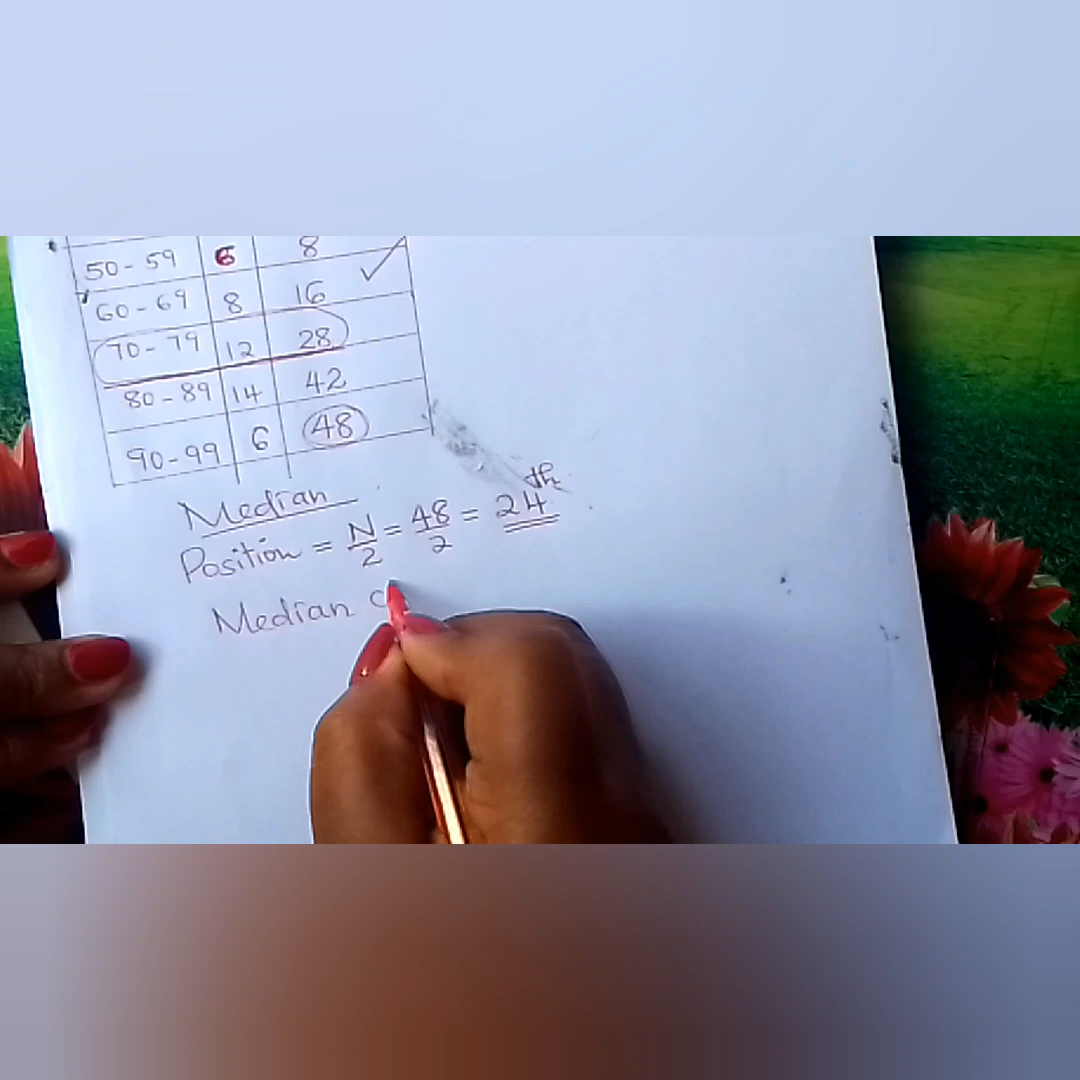 50 - 59 6 8
60 - 69 8 16
70 - 79 12 28
80 - 89 14 42
90 - 99 6 48
Median
Position = N/2 = 48/2 = 24th
Median c